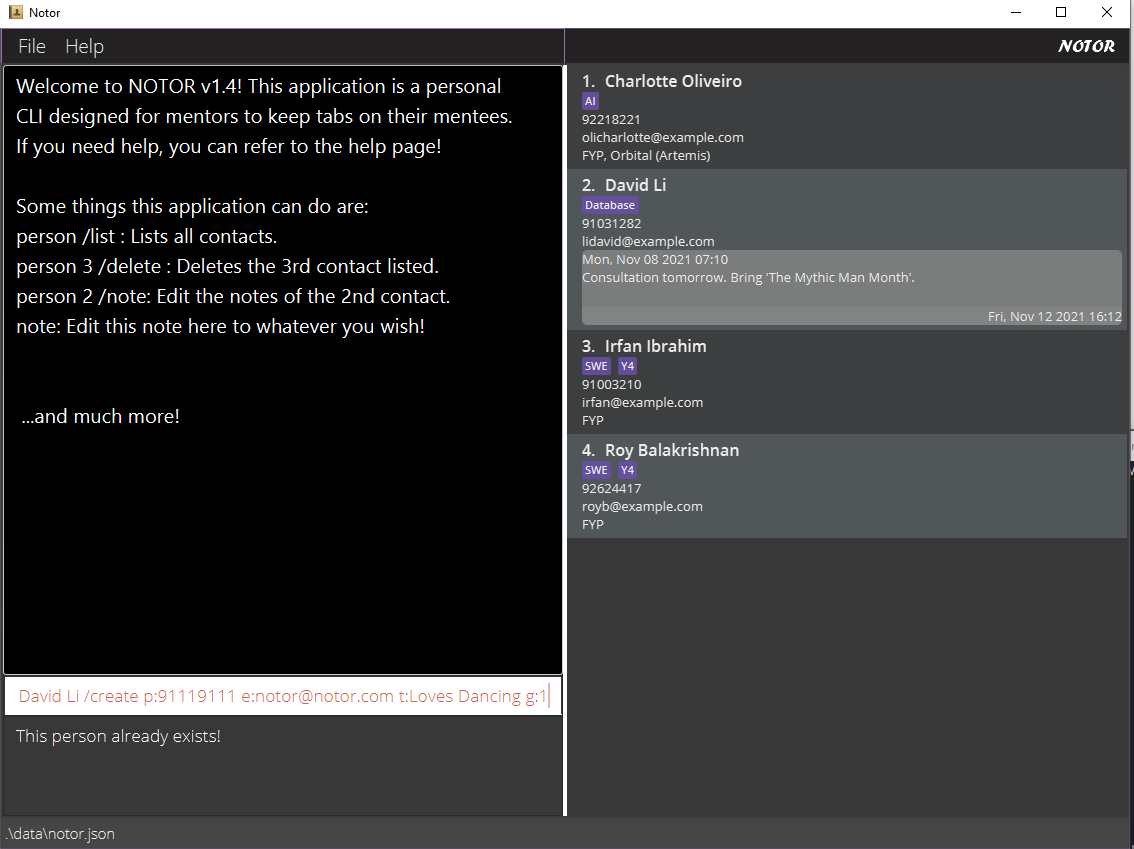 Notor
File Help
NOTOR
Welcome to NOTOR v1.4! This application is a personal
CLI designed for mentors to keep tabs on their mentees.
If you need help, you can refer to the help page!
Some things this application can do are:
person /list : Lists all contacts.
person 3 /delete : Deletes the 3rd contact listed.
person 2 /note: Edit the notes of the 2nd contact.
note: Edit this note here to whatever you wish!
...and much more!
David Li /create p:91119111 e:notor@notor.com t:Loves Dancing g:1
This person already exists!
1. Charlotte Oliveiro
AI
92218221
olicharlotte@example.com
FYP, Orbital (Artemis)
2. David Li
Database
91031282
lidavid@example.com
Mon, Nov 08 2021 07:10
Consultation tomorrow. Bring 'The Mythic Man Month'.
Fri, Nov 12 2021 16:12
3. Irfan Ibrahim
SWE Y4
91003210
irfan@example.com
FYP
4. Roy Balakrishnan
SWE Y4
92624417
royb@example.com
FYP
.\data\notor.json